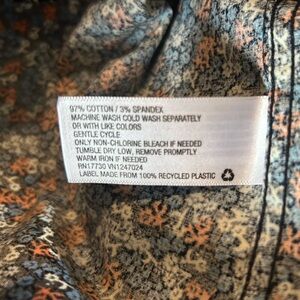 97% COTTON / 3% SPANDEX
MACHINE WASH COLD WASH SEPARATELY
OR WITH LIKE COLORS
GENTLE CYCLE
ONLY NON-CHLORINE BLEACH IF NEEDED
TUMBLE DRY LOW, REMOVE PROMPTLY
WARM IRON IF NEEDED
RN17730 VN1247024
LABEL MADE FROM 100% RECYCLED PLASTIC